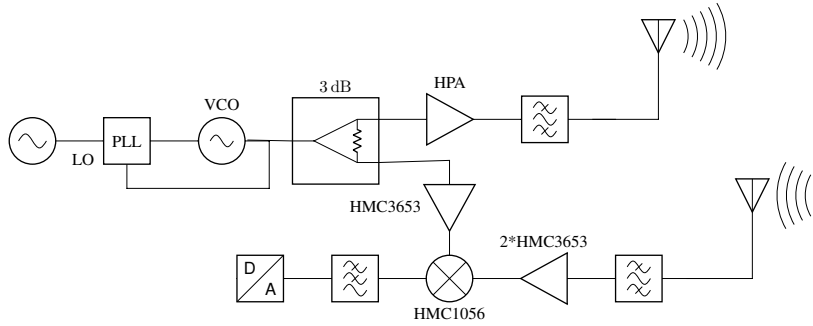 3 dB
HPA
VCO
PLL
LO
HMC3653
2*HMC3653
D
A
HMC1056